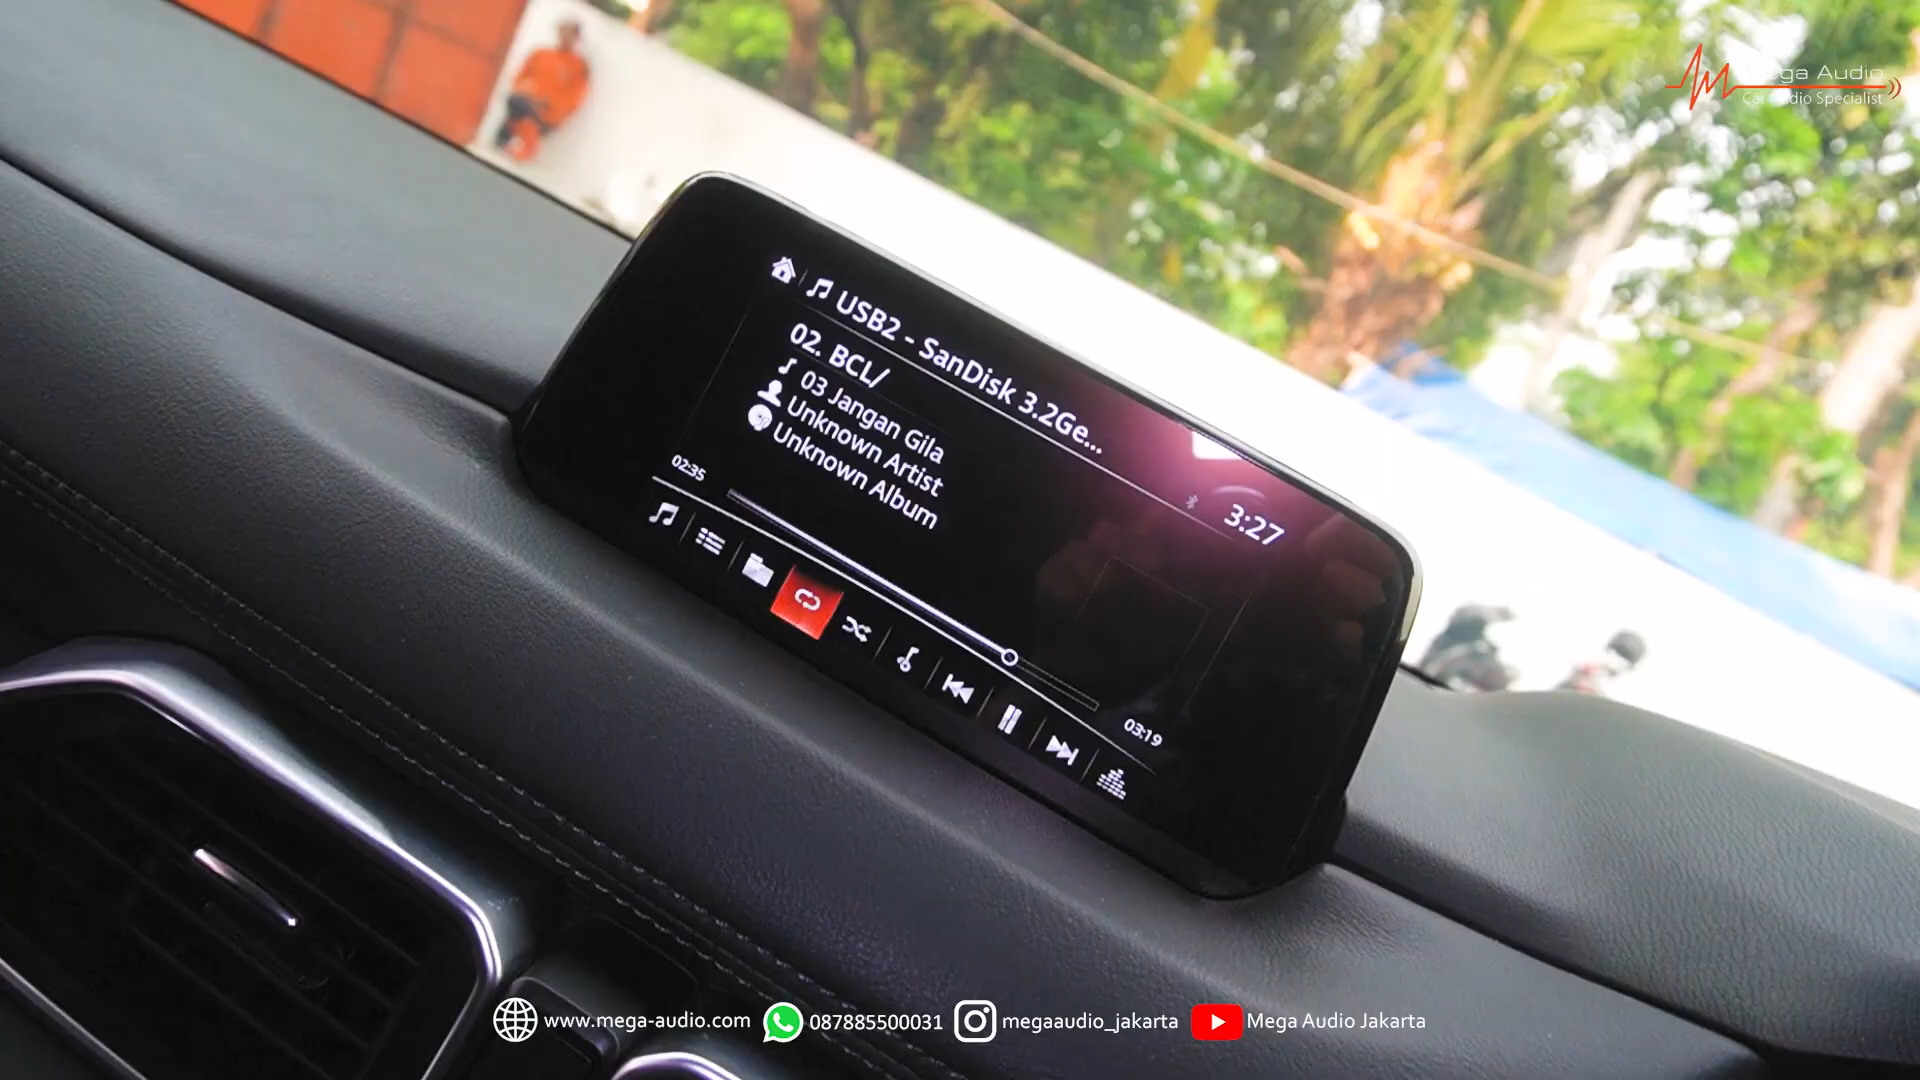 Mega Audio
Car Audio Specialist
USB2 - SanDisk 3.2Ge...
3:27
02. BCL/
03 Jangan Gila
Unknown Artist
Unknown Album
02:35
03:19
www.mega-audio.com
087885500031
megaaudio_jakarta
Mega Audio Jakarta